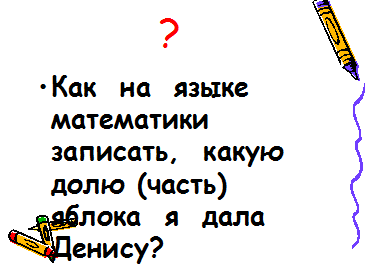 ?
• Как на языке
математики
записать, какую
долю (часть)
яблока я дала
Денису?